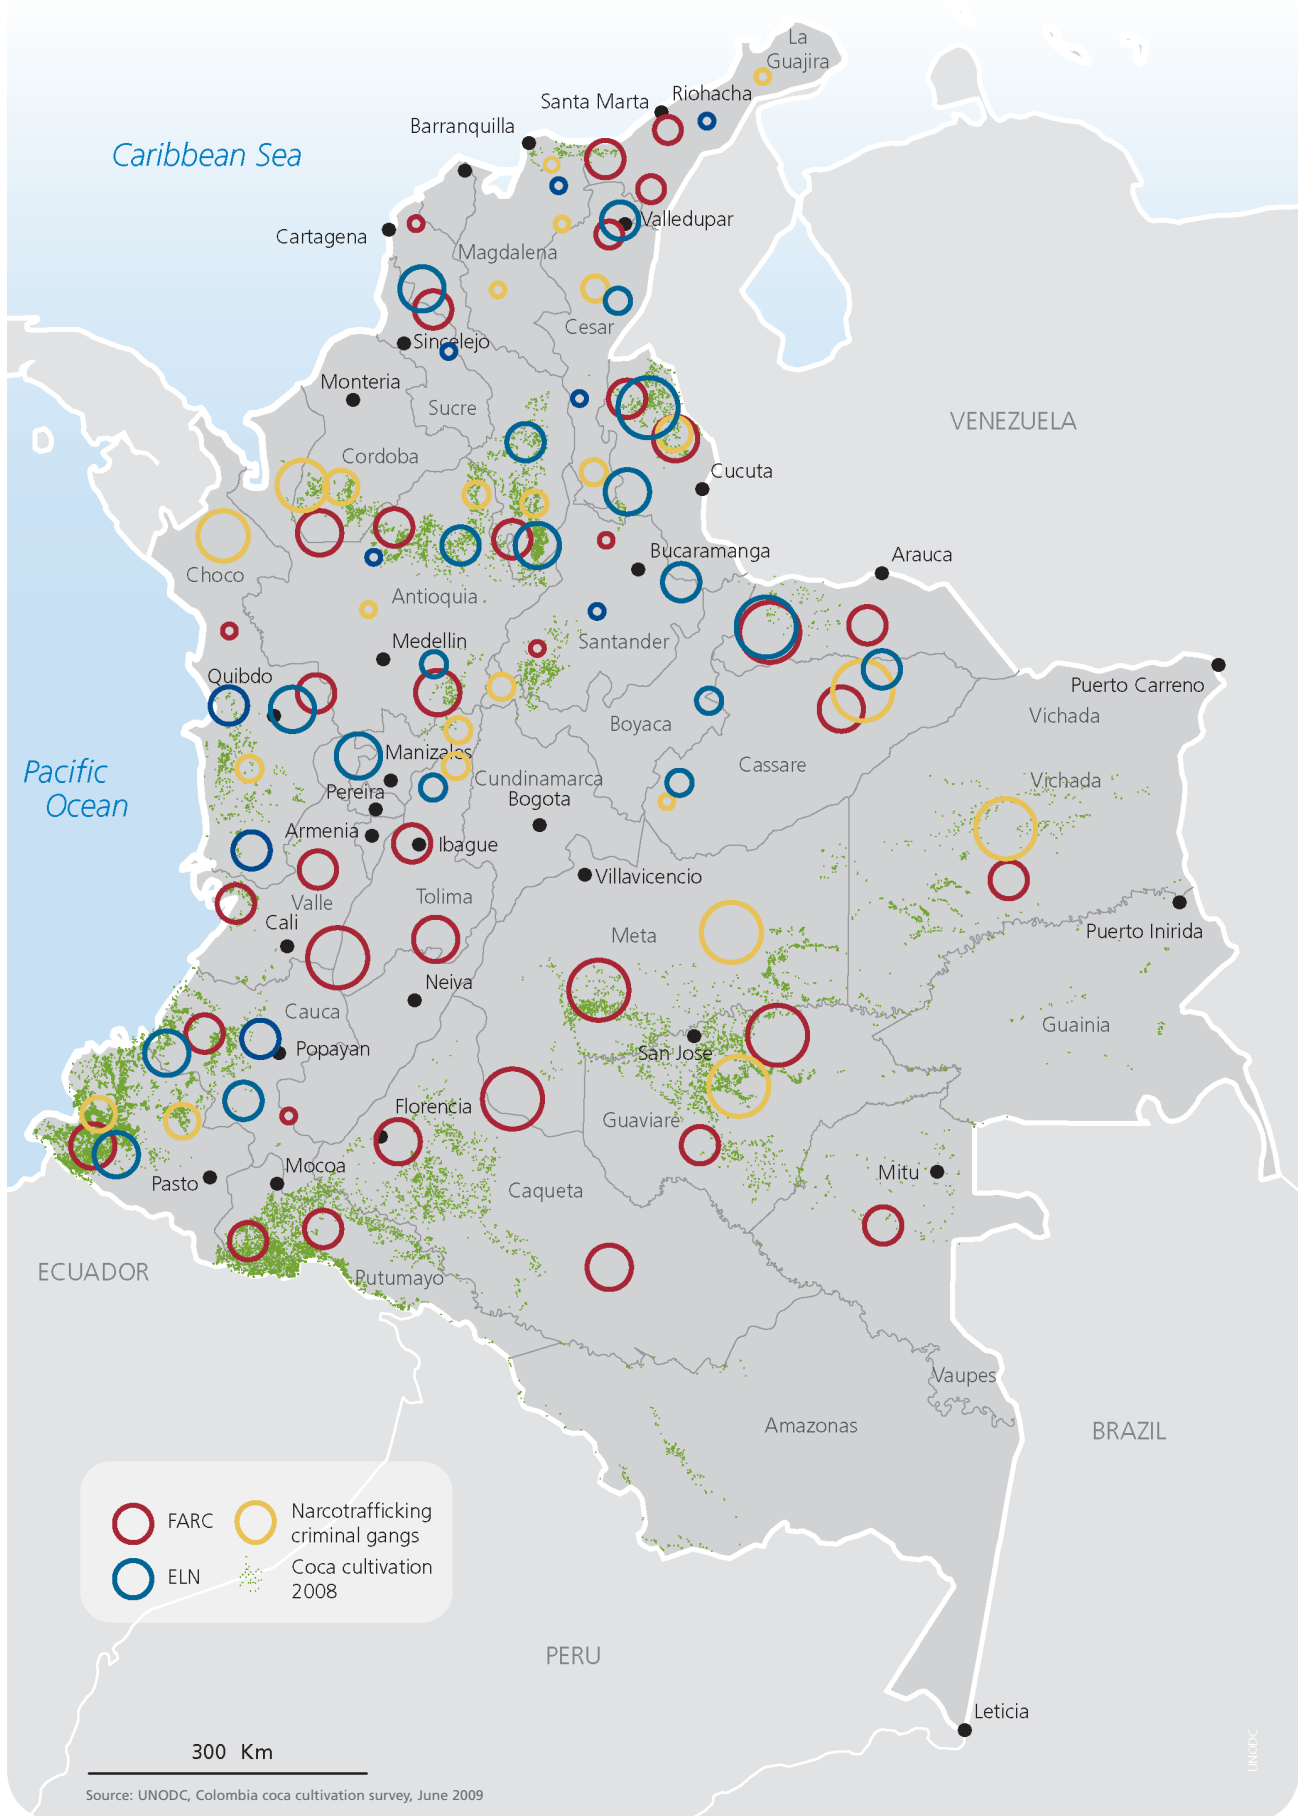 La
Guajira
Riohacha
Santa Marta
Barranquilla
Caribbean Sea
Valledupar
Cartagena
Magdalena
Cesar
Sincelejo
Monteria
Sucre
VENEZUELA
Cordoba
Cucuta
Bucaramanga
Arauca
Choco
Antioquia
Medellin
Santander
Quibdo
Puerto Carreno
Vichada
Boyaca
Manizales
Cassare
Pacific
Ocean
Cundinamarca
Vichada
Pereira
Bogota
Armenia
Ibague
Villavicencio
Tolima
Valle
Cali
Meta
Puerto Inirida
Neiva
Cauca
Guainia
Popayan
San Jose
Florencia
Guaviare
Mocoa
Mitu
Pasto
Caqueta
ECUADOR
Putumayo
Vaupes
Amazonas
BRAZIL
FARC
Narcotrafficking
criminal gangs
ELN
Coca cultivation
2008
PERU
Leticia
300 Km
UNODC
Source: UNODC, Colombia coca cultivation survey, June 2009